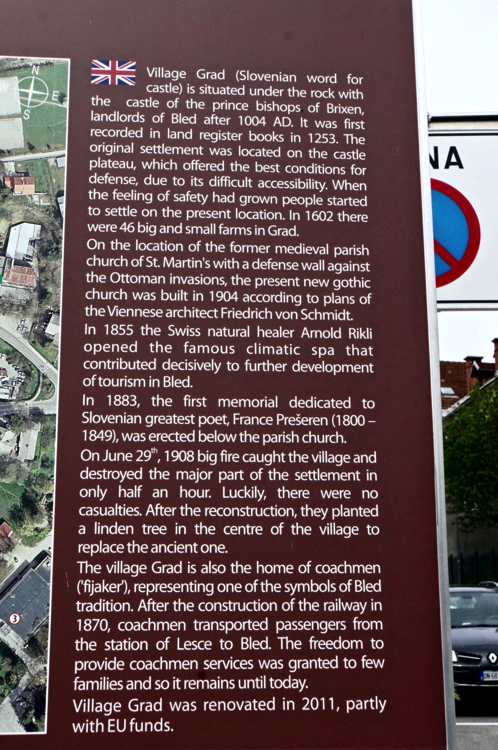 N
E
S
Village Grad (Slovenian word for
castle) is situated under the rock with
the castle of the prince bishops of Brixen,
landlords of Bled after 1004 AD. It was first
recorded in land register books in 1253. The
original settlement was located on the castle
plateau, which offered the best conditions for
defense, due to its difficult accessibility. When
the feeling of safety had grown people started
to settle on the present location. In 1602 there
were 46 big and small farms in Grad.
On the location of the former medieval parish
church of St. Martin's with a defense wall against
the Ottoman invasions, the present new gothic
church was built in 1904 according to plans of
the Viennese architect Friedrich von Schmidt.
In 1855 the Swiss natural healer Arnold Rikli
opened the famous climatic spa that
contributed decisively to further development
of tourism in Bled.
In 1883, the first memorial dedicated to
Slovenian greatest poet, France Prešeren (1800 –
1849), was erected below the parish church.
On June 29th, 1908 big fire caught the village and
destroyed the major part of the settlement in
only half an hour. Luckily, there were no
casualties. After the reconstruction, they planted
a linden tree in the centre of the village to
replace the ancient one.
The village Grad is also the home of coachmen
('fijaker'), representing one of the symbols of Bled
tradition. After the construction of the railway in
1870, coachmen transported passengers from
the station of Lesce to Bled. The freedom to
provide coachmen services was granted to few
families and so it remains until today.
Village Grad was renovated in 2011, partly
with EU funds.
3
NA